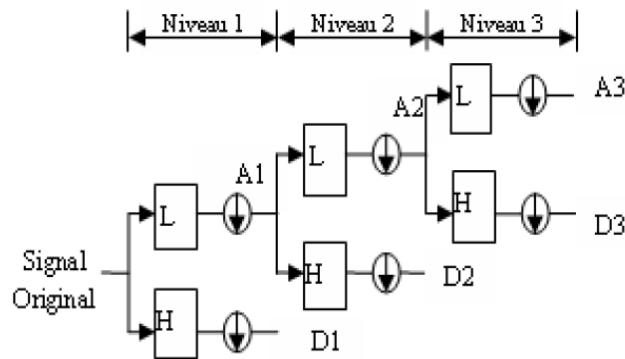 Niveau 1
Niveau 2
Niveau 3
L
A3
A2
L
A1
H
D3
L
Signal
Original
H
D2
H
D1